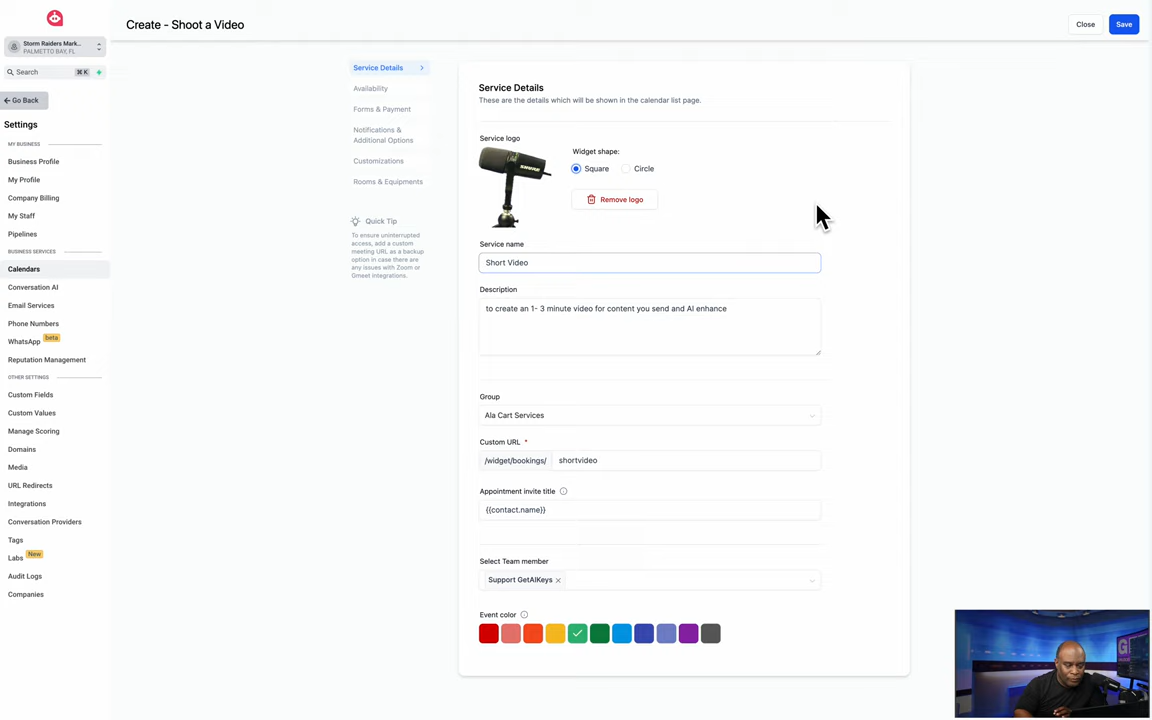 Create - Shoot a Video
Close
Save
Storm Raiders Mark...
PALMETTO BAY, FL
Search
⌘K
Go Back
Settings
MY BUSINESS
Business Profile
My Profile
Company Billing
My Staff
Pipelines
BUSINESS SERVICES
Calendars
Conversation AI
Email Services
Phone Numbers
WhatsApp beta
Reputation Management
OTHER SETTINGS
Custom Fields
Custom Values
Manage Scoring
Domains
Media
URL Redirects
Integrations
Conversation Providers
Tags
Labs New
Audit Logs
Companies
Service Details
Availability
Forms & Payment
Notifications &
Additional Options
Customizations
Rooms & Equipments
Quick Tip
To ensure uninterrupted
access, add a custom
meeting URL as a backup
option in case there are
any issues with Zoom or
Gmeet integrations.
Service Details
These are the details which will be shown in the calendar list page.
Service logo
SHURE
Widget shape:
Square
Circle
Remove logo
Service name
Short Video
Description
to create an 1- 3 minute video for content you send and AI enhance
Group
Ala Cart Services
Custom URL *
/widget/bookings/
shortvideo
Appointment invite title
{{contact.name}}
Select Team member
Support GetAIKeys
Event color